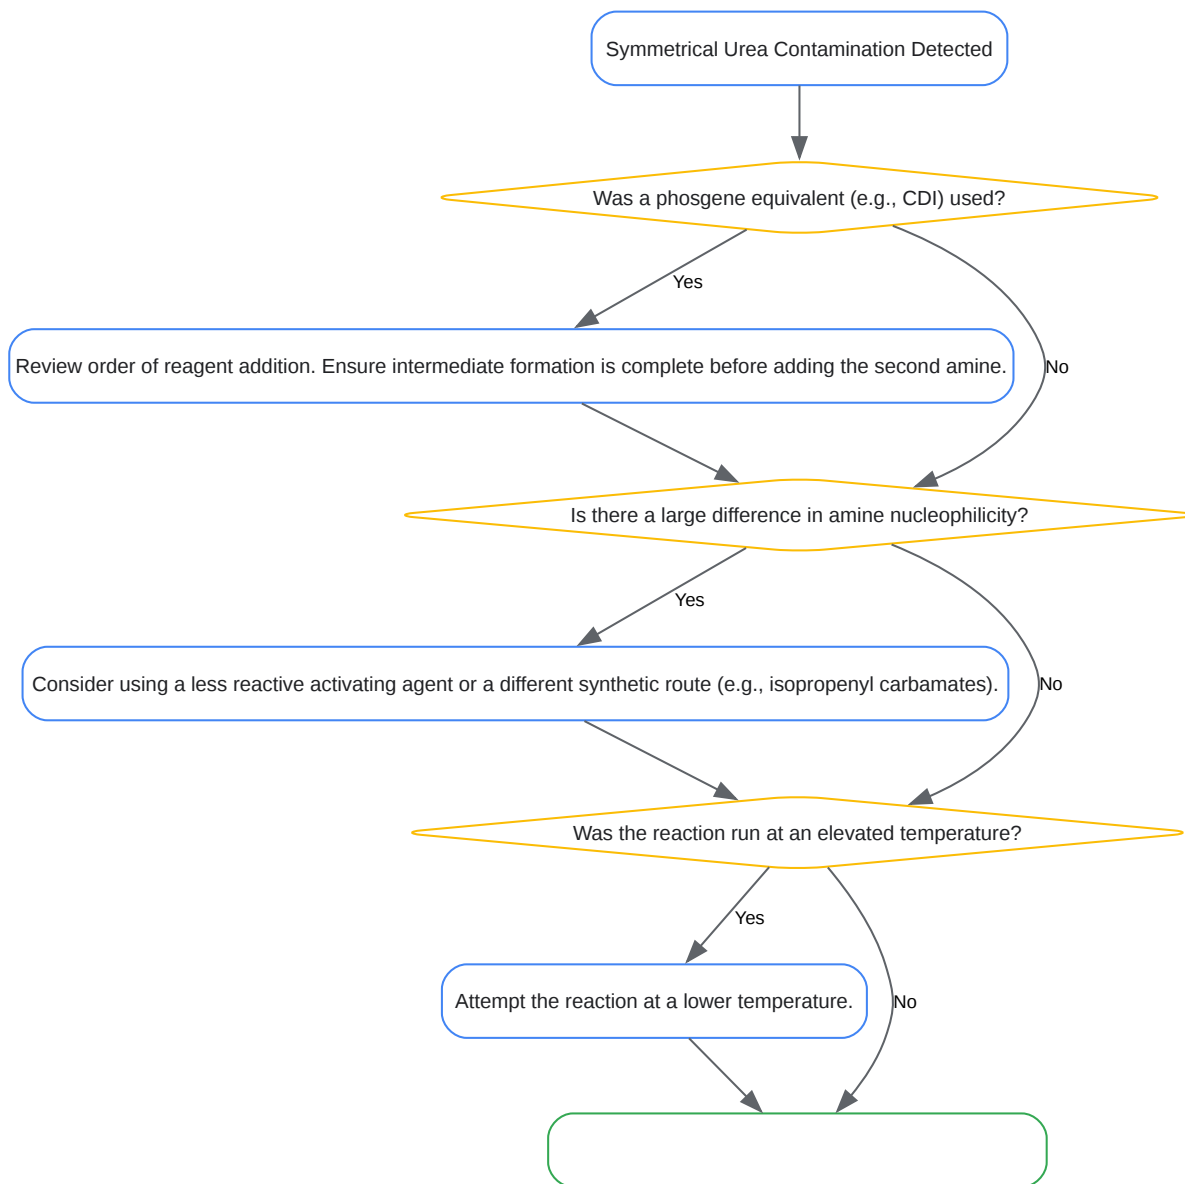 Symmetrical Urea Contamination Detected
Was a phosgene equivalent (e.g., CDI) used?
Yes
Review order of reagent addition. Ensure intermediate formation is complete before adding the second amine.
No
Is there a large difference in amine nucleophilicity?
Yes
Consider using a less reactive activating agent or a different synthetic route (e.g., isopropenyl carbamates).
No
Was the reaction run at an elevated temperature?
Yes
Attempt the reaction at a lower temperature.
No